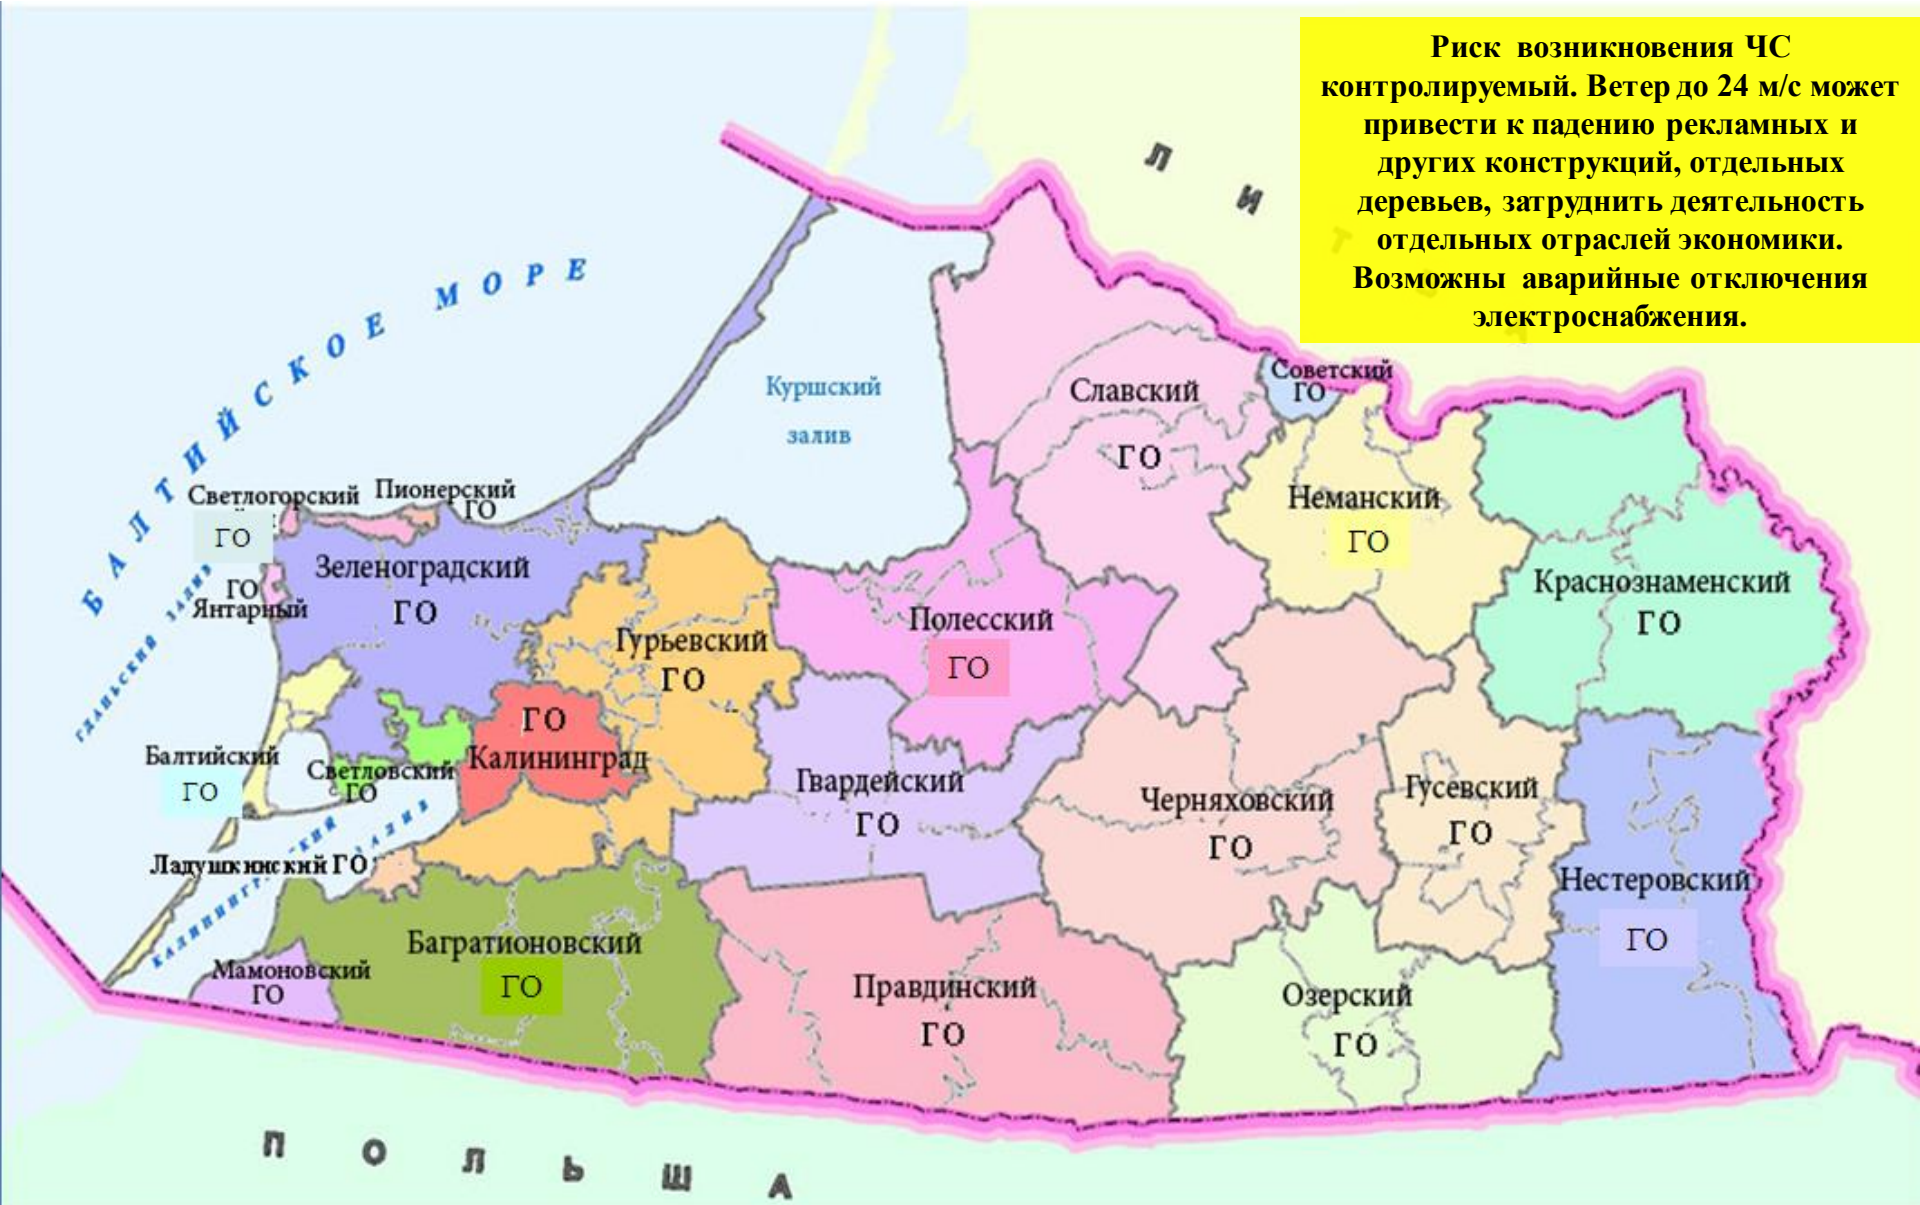 Риск возникновения ЧС
контролируемый. Ветер до 24 м/с может
привести к падению рекламных и
других конструкций, отдельных
деревьев, затруднить деятельность
отдельных отраслей экономики.
Возможны аварийные отключения
электроснабжения.
Л И Т
БАЛТИЙСКОЕ МОРЕ
Куршский
залив
Славский
ГО
Советский
ГО
Неманский
ГО
Краснознаменский
ГО
Светлогорский
ГО
Пионерский
ГО
Зеленоградский
ГО
ГО
Янтарный
ГДАНЬСКИЙ ЗАЛИВ
Гурьевский
ГО
Полесский
ГО
ГО
Калининград
Балтийский
ГО
Светловский
ГО
Гвардейский
ГО
Черняховский
ГО
Гусевский
ГО
Нестеровский
ГО
Ладушкинский ГО
ЗАЛИВ
Багратионовский
ГО
Мамоновский
ГО
Правдинский
ГО
Озерский
ГО
ПОЛЬША